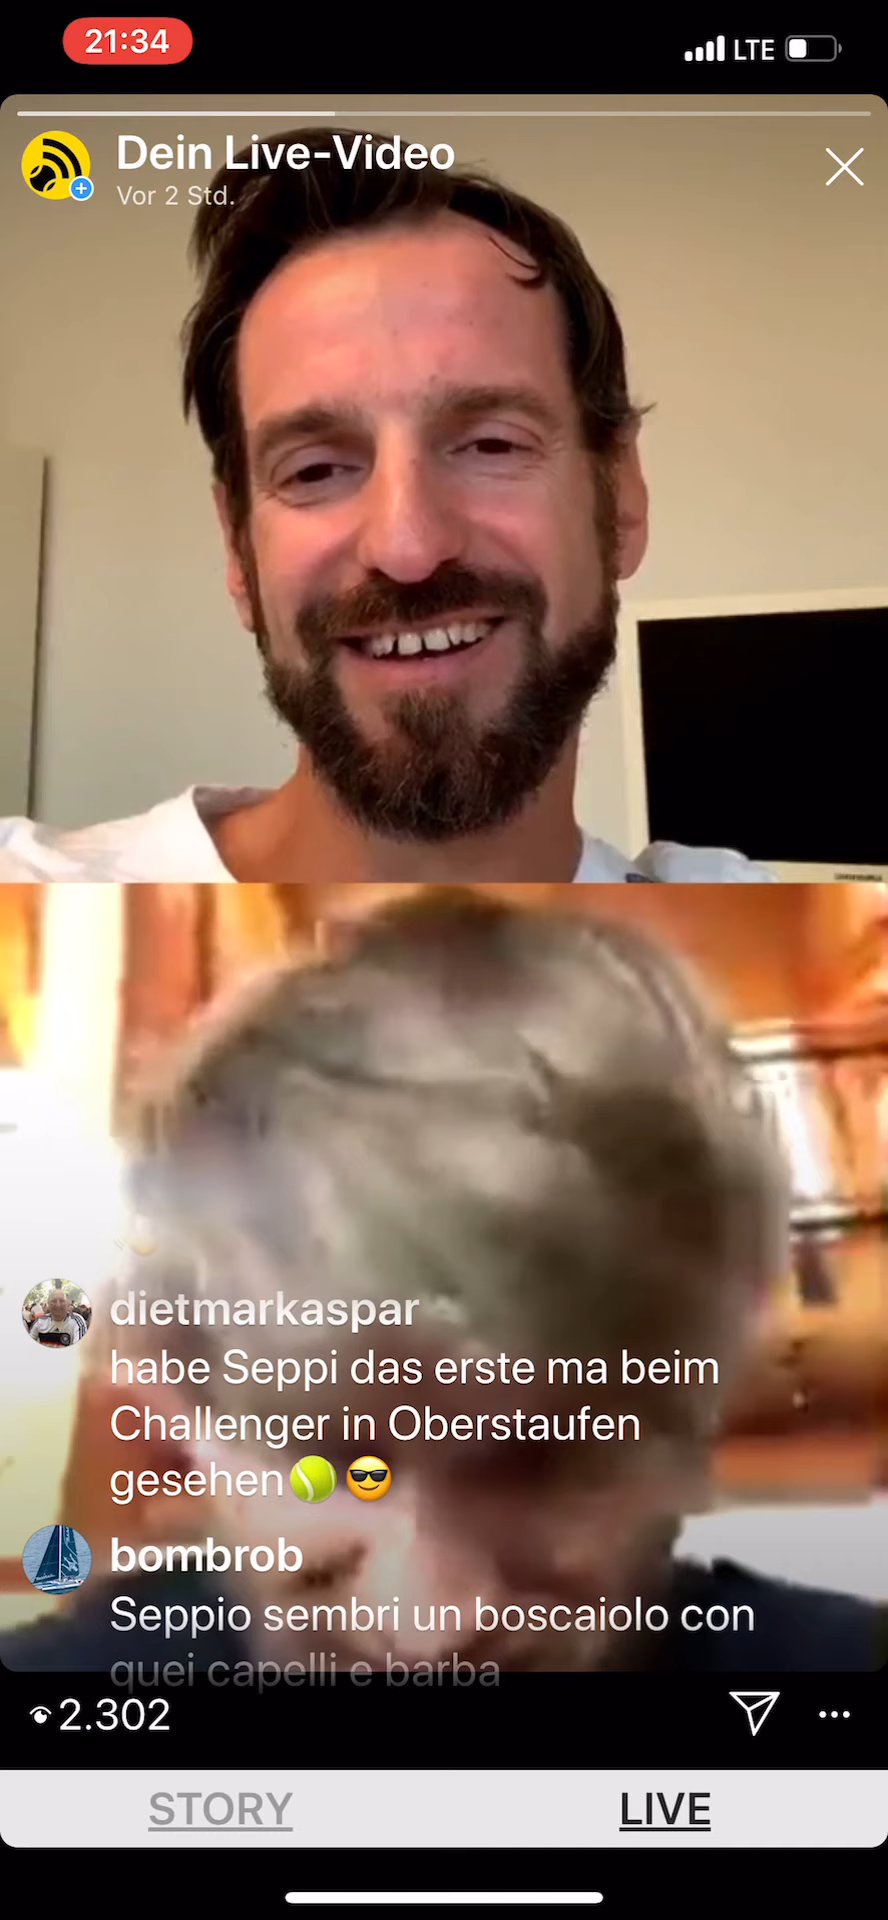 21:34
LTE
Dein Live-Video
Vor 2 Std.
dietmarkaspar
habe Seppi das erste ma beim
Challenger in Oberstaufen
gesehen🎾😎
bombrob
Seppio sembri un boscaiolo con
quei capelli e barba
2.302
STORY
LIVE